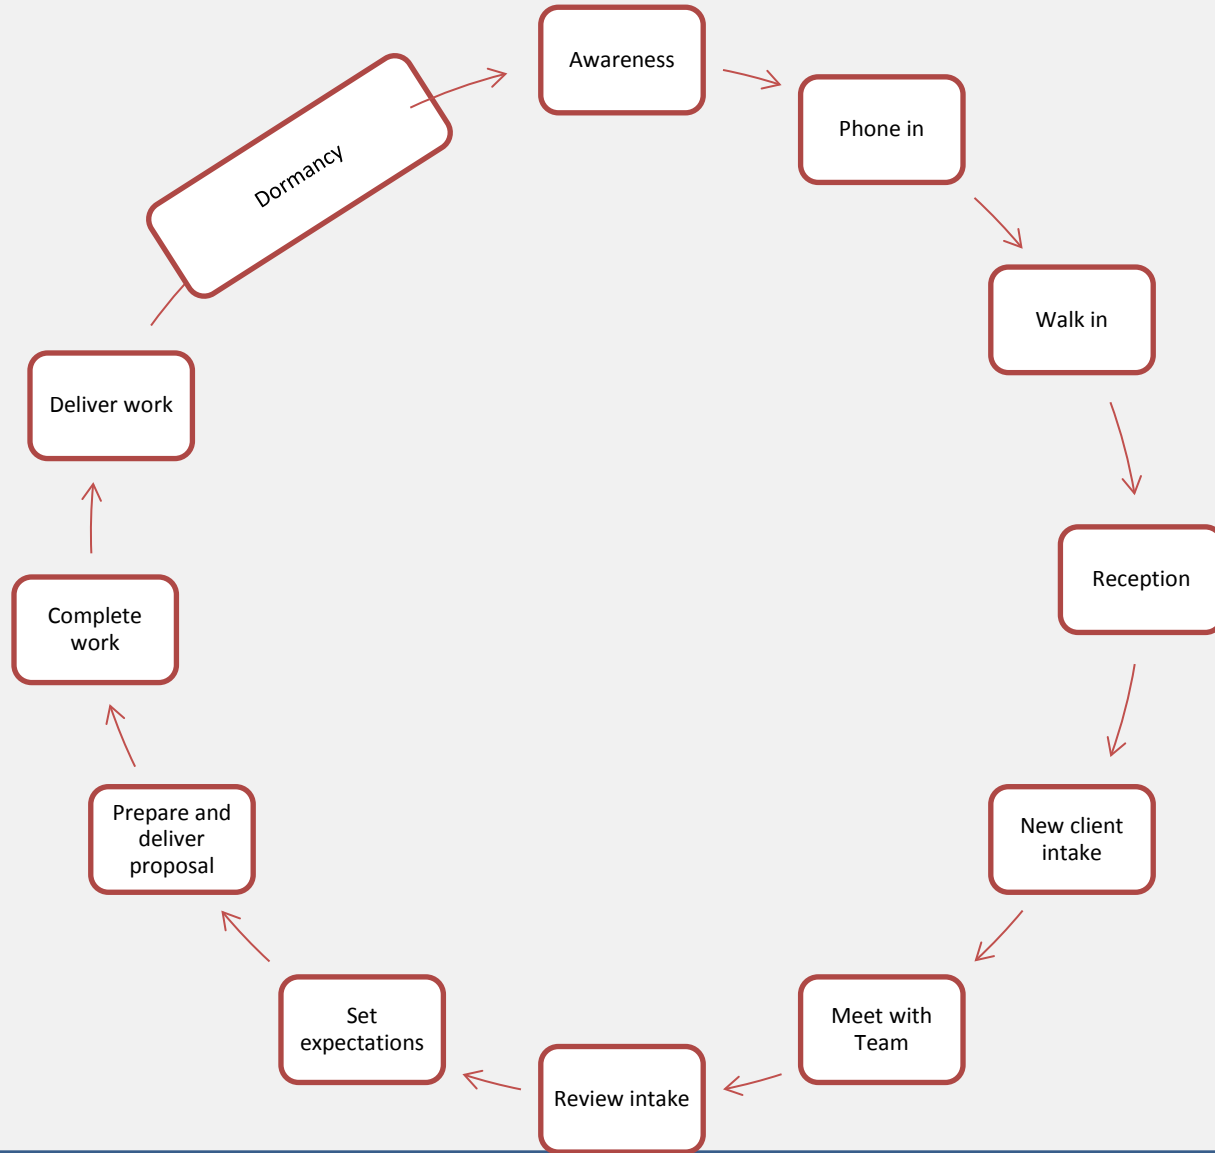 Awareness
Phone in
Walk in
Reception
New client
intake
Meet with
Team
Review intake
Set
expectations
Prepare and
deliver
proposal
Complete
work
Deliver work
Dormancy